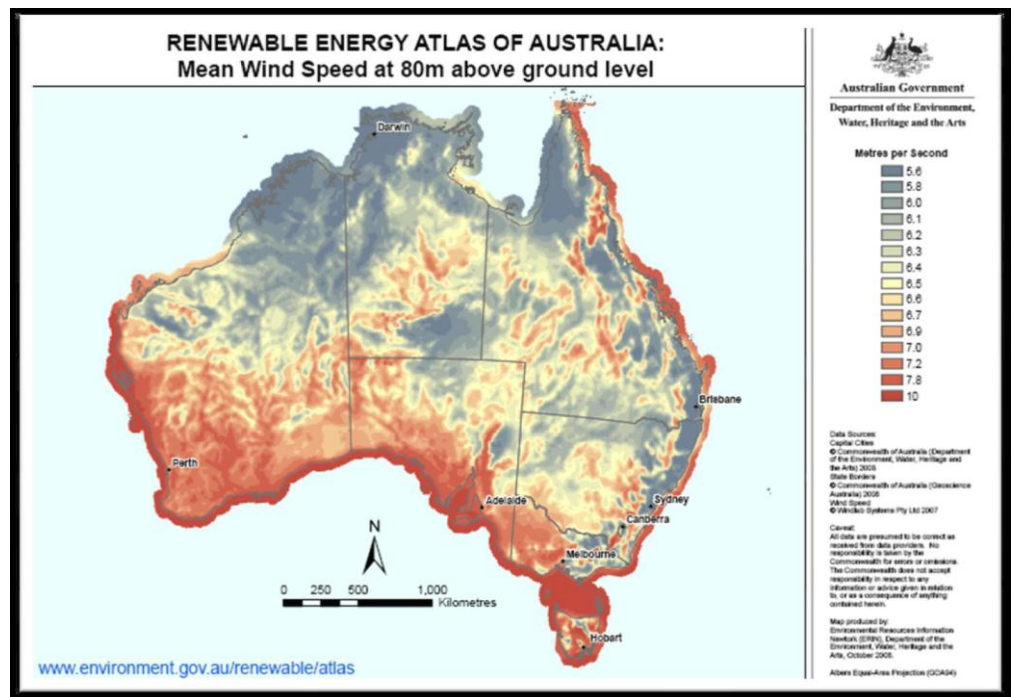 RENEWABLE ENERGY ATLAS OF AUSTRALIA:
Mean Wind Speed at 80m above ground level
Darwin
Brisbane
Perth
Adelaide
Sydney
Canberra
Melbourne
Hobart
N
0 250 500 1,000
Kilometres
www.environment.gov.au/renewable/atlas
Australian Government
Department of the Environment,
Water, Heritage and the Arts
Metres per Second
5.6
5.8
6.0
6.1
6.2
6.3
6.4
6.5
6.6
6.7
6.9
7.0
7.2
7.8
10
Data Sources:
Capital Cities
© Commonwealth of Australia (Department
of the Environment, Water, Heritage and
the Arts) 2008
State Borders
© Commonwealth of Australia (Geoscience
Australia) 2008
Wind Speed
© Windlab Systems Pty Ltd 2007
Caveat:
All data are presumed to be correct as
received from data providers. No
responsibility is taken by the
Commonwealth for errors or omissions.
The Commonwealth does not accept
responsibility in respect to any
information or advice given in relation
to, or as a consequence of anything
contained herein.
Map produced by:
Environmental Resources Information
Network (ERIN), Department of the
Environment, Water, Heritage and the
Arts, October 2008.
Albers Equal-Area Projection (GDA94)